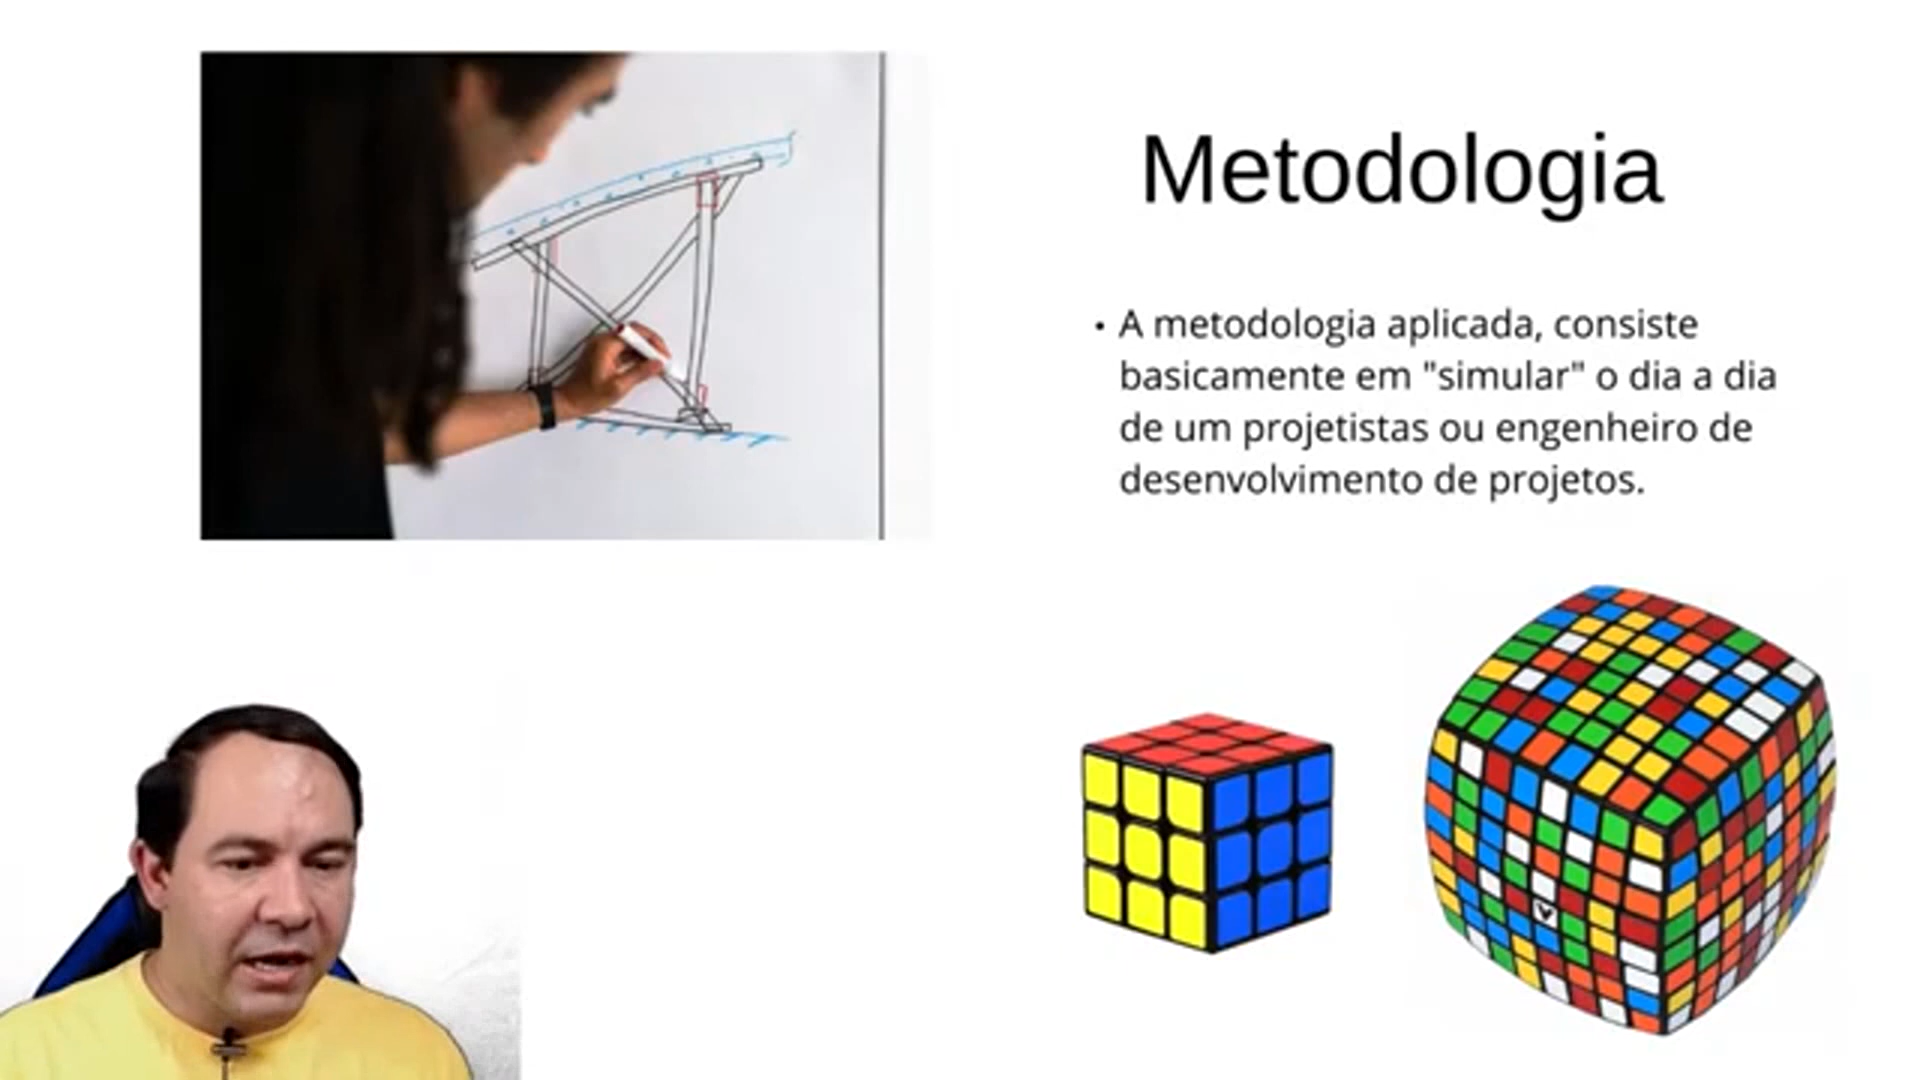 Metodologia
• A metodologia aplicada, consiste
basicamente em "simular" o dia a dia
de um projetistas ou engenheiro de
desenvolvimento de projetos.